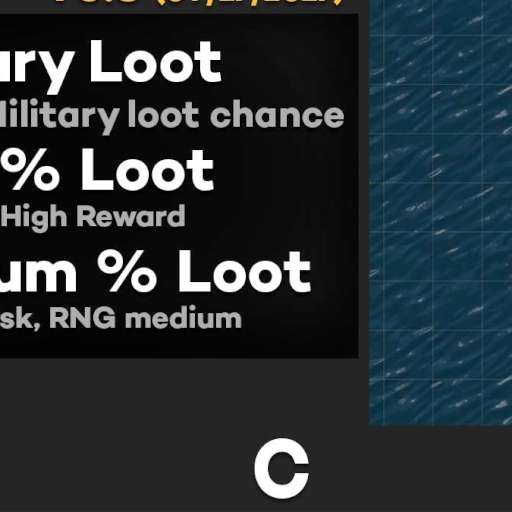 ary Loot
Military loot chance
% Loot
High Reward
um % Loot
sk, RNG medium
C